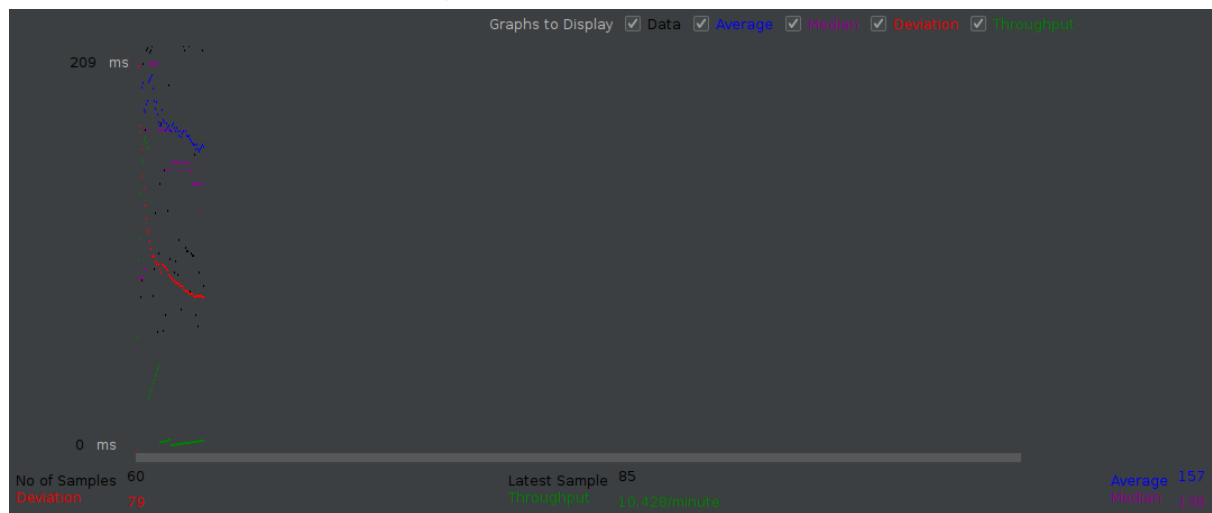 Graphs to Display Data Average Median Deviation Throughput
209 ms
0 ms
No of Samples 60 Latest Sample 85 Average 157
Deviation 79 Throughput 10.428/minute Median